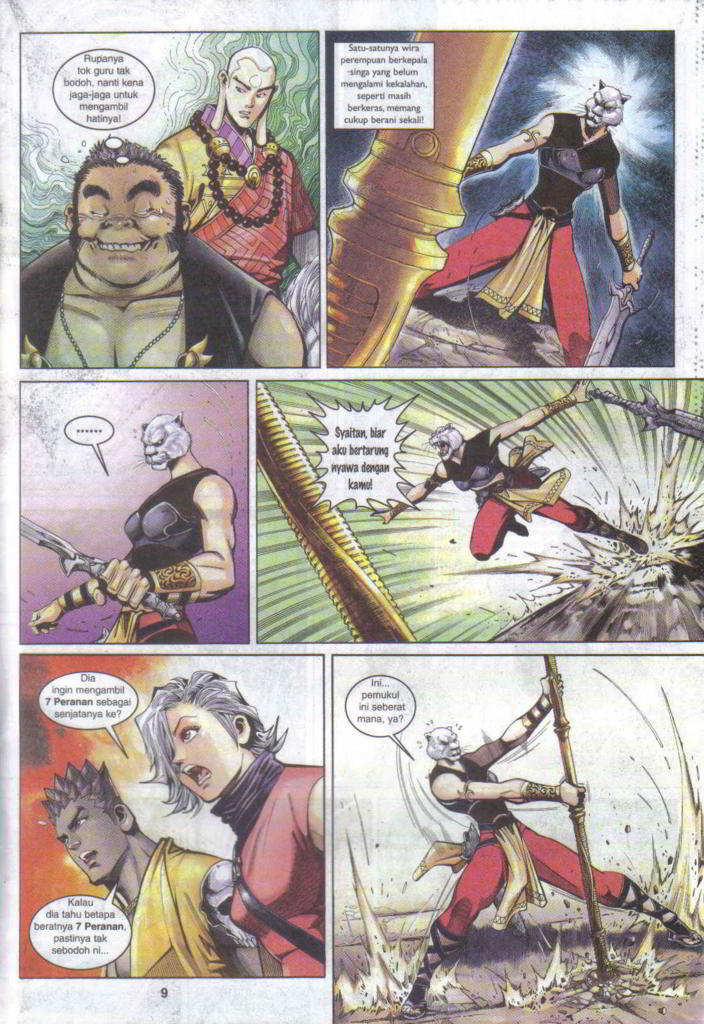 Rupanya
tok guru tak
bodoh, nanti kena
jaga-jaga untuk
mengambil
hatinya!
Satu-satunya wira
perempuan berkepala
singa yang belum
mengalami kekalahan,
seperti masih
berkeras, memang
cukup berani sekali!
......
Syaitan, biar
aku bertarung
nyawa dengan
kamu!
Dia
ingin mengambil
7 Peranan sebagai
senjatanya ke?
Kalau
dia tahu betapa
beratnya 7 Peranan,
pastinya tak
sebodoh ni...
Ini...
pemukul
ini seberat
mana, ya?
9